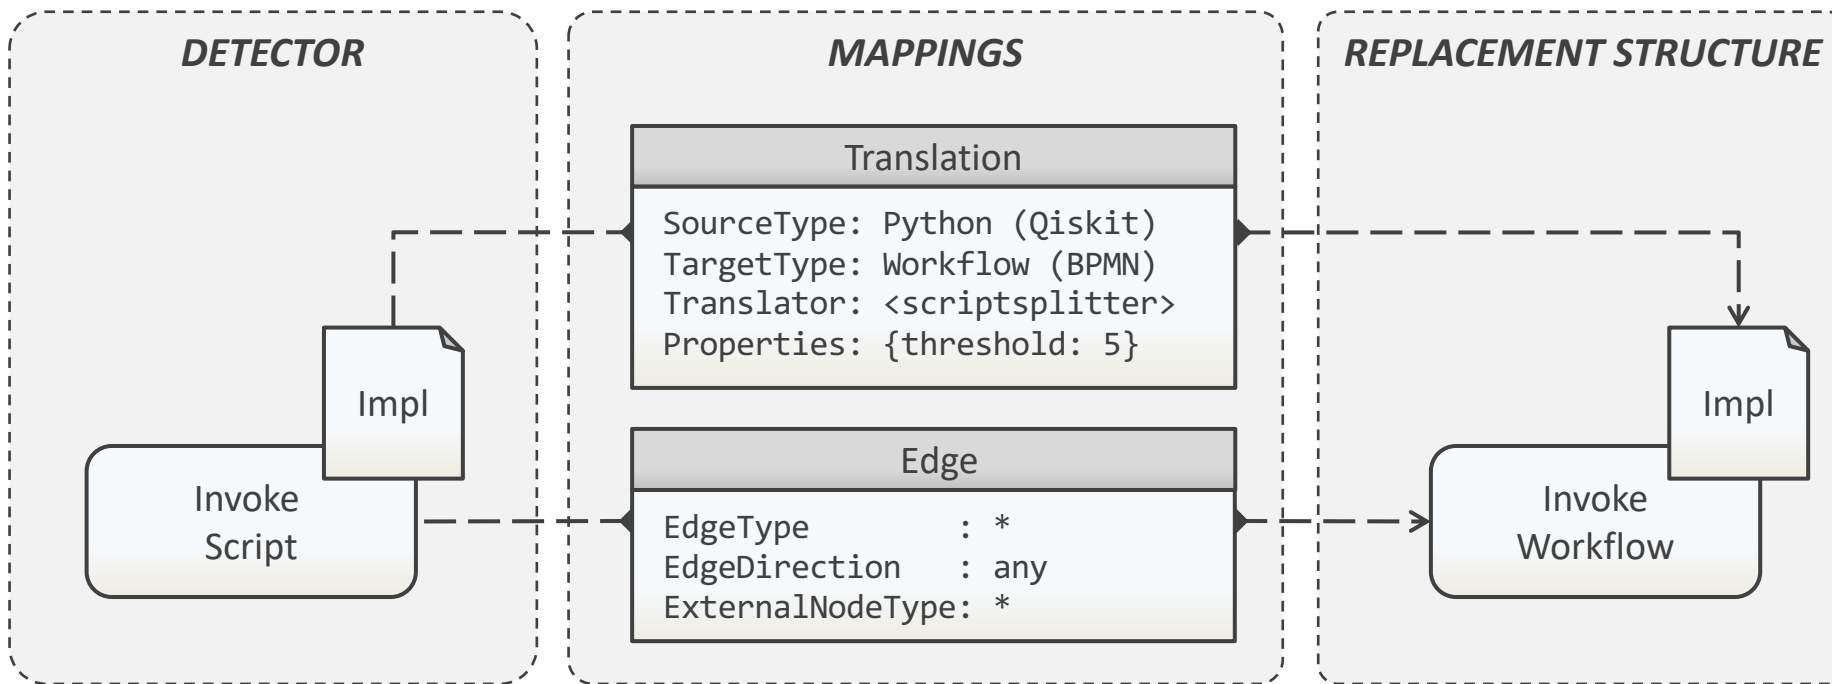 DETECTOR
Impl
Invoke
Script
MAPPINGS
Translation
SourceType: Python (Qiskit)
TargetType: Workflow (BPMN)
Translator: <scriptsplitter>
Properties: {threshold: 5}
Edge
EdgeType : *
EdgeDirection : any
ExternalNodeType: *
REPLACEMENT STRUCTURE
Impl
Invoke
Workflow